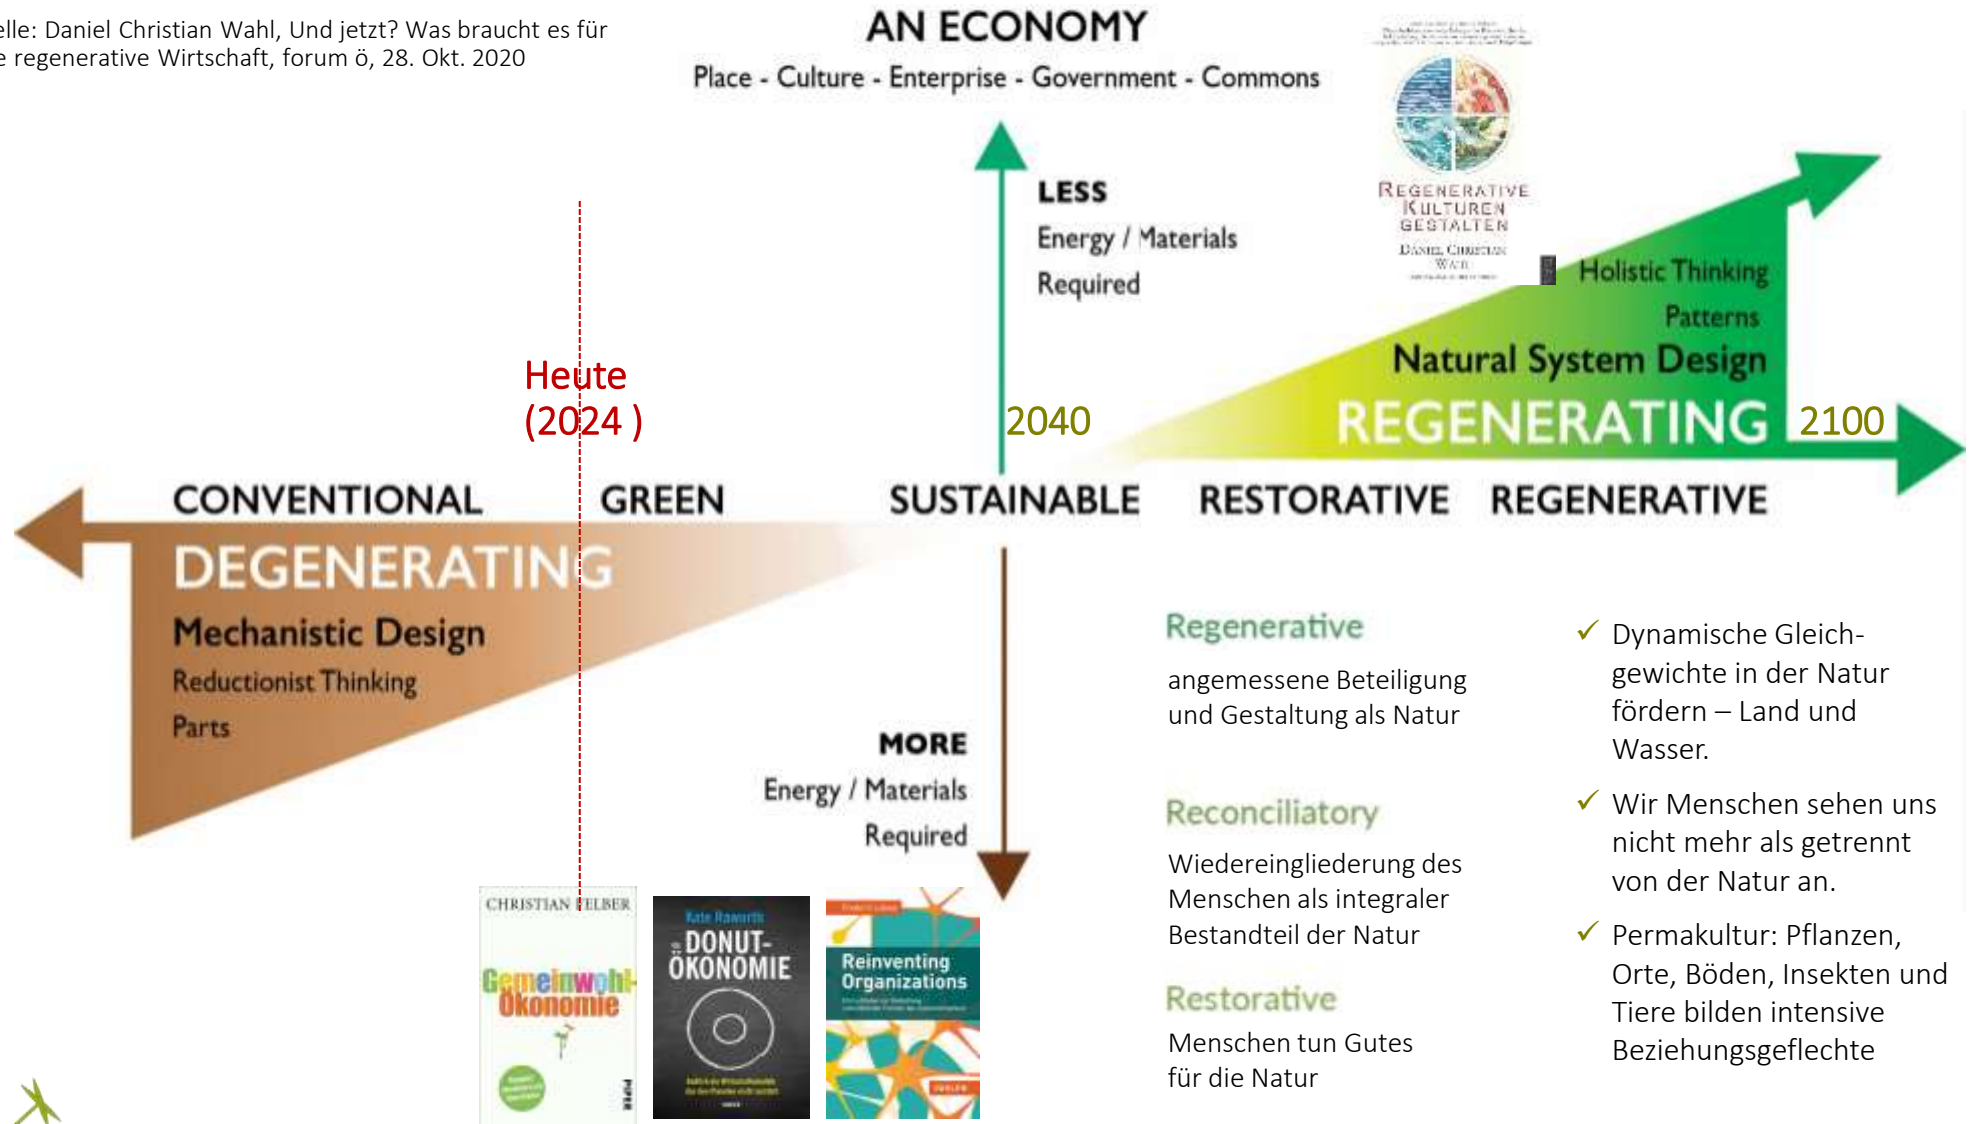 elle: Daniel Christian Wahl, Und jetzt? Was braucht es für
e regenerative Wirtschaft, forum ö, 28. Okt. 2020
AN ECONOMY
Place - Culture - Enterprise - Government - Commons
REGENERATIVE
KULTUREN
GESTALTEN
DANIEL CHRISTIAN
WAHL
LESS
Energy / Materials
Required
Holistic Thinking
Patterns
Natural System Design
REGENERATING
Heute
(2024 )
2040
2100
CONVENTIONAL
GREEN
SUSTAINABLE
RESTORATIVE
REGENERATIVE
DEGENERATING
Mechanistic Design
Reductionist Thinking
Parts
MORE
Energy / Materials
Required
CHRISTIAN FELBER
Gemeinwohl-
Ökonomie
PIPER
Kate Raworth
DONUT-
ÖKONOMIE
Reinventing
Organizations
Regenerative
angemessene Beteiligung
und Gestaltung als Natur
Reconciliatory
Wiedereingliederung des
Menschen als integraler
Bestandteil der Natur
Restorative
Menschen tun Gutes
für die Natur
✓ Dynamische Gleich-
gewichte in der Natur
fördern – Land und
Wasser.
✓ Wir Menschen sehen uns
nicht mehr als getrennt
von der Natur an.
✓ Permakultur: Pflanzen,
Orte, Böden, Insekten und
Tiere bilden intensive
Beziehungsgeflechte